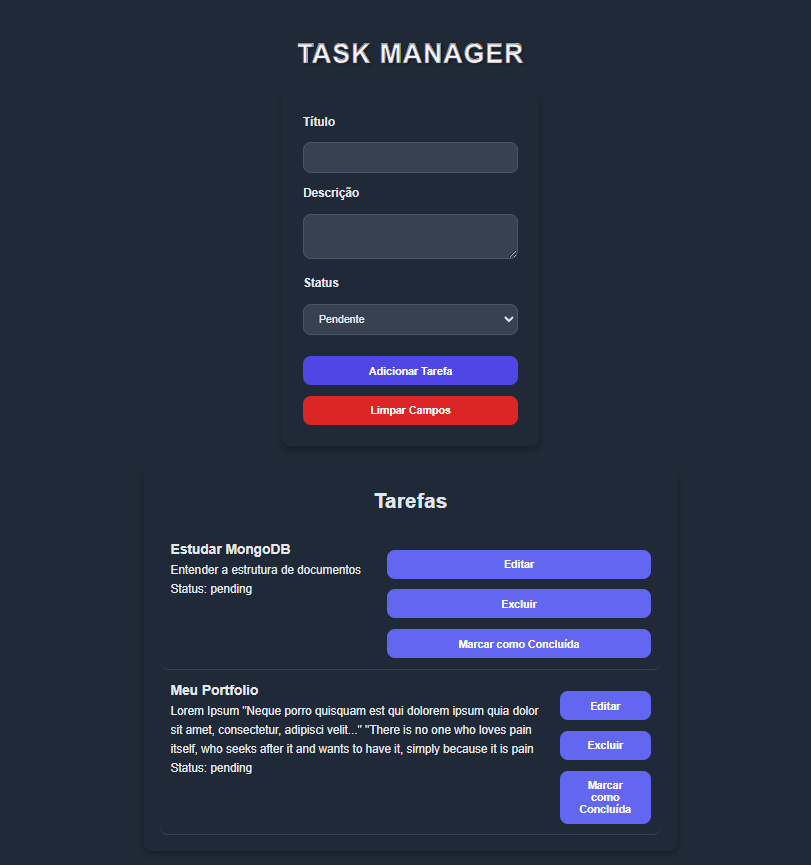 TASK MANAGER
Título
Descrição
Status
Pendente
Adicionar Tarefa
Limpar Campos
Tarefas
Estudar MongoDB
Entender a estrutura de documentos
Status: pending
Editar
Excluir
Marcar como Concluída
Meu Portfolio
Lorem Ipsum "Neque porro quisquam est qui dolorem ipsum quia dolor
sit amet, consectetur, adipisci velit..." "There is no one who loves pain
itself, who seeks after it and wants to have it, simply because it is pain
Status: pending
Editar
Excluir
Marcar
como
Concluída